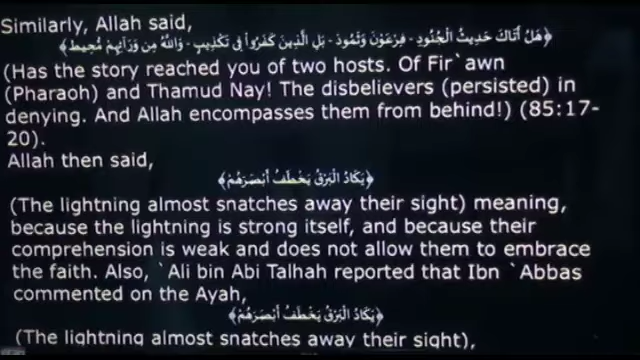 Similarly, Allah said,
﴿هَلُ أَتَاكَ حَدِيثُ الْجُنُودِ - فِرْعَوْنَ وَثَمُودَ - بَلِ الَّذِينَ كَفَرُواْ فِى تَكْذِيبٍ - وَاللَّهُ مِن وَرَآئِهِمْ مُّحِيطٌ﴾
(Has the story reached you of two hosts. Of Fir`awn
(Pharaoh) and Thamud Nay! The disbelievers (persisted) in
denying. And Allah encompasses them from behind!) (85:17-
20).
Allah then said,
﴿يَكَادُ الْبَرْقُ يَخْطَفُ أَبْصَـرَهُمْ﴾
(The lightning almost snatches away their sight) meaning,
because the lightning is strong itself, and because their
comprehension is weak and does not allow them to embrace
the faith. Also, `Ali bin Abi Talhah reported that Ibn `Abbas
commented on the Ayah,
﴿يَكَادُ الْبَرْقُ يَخْطَفُ أَبْصَـرَهُمْ﴾
(The lightning almost snatches away their sight),